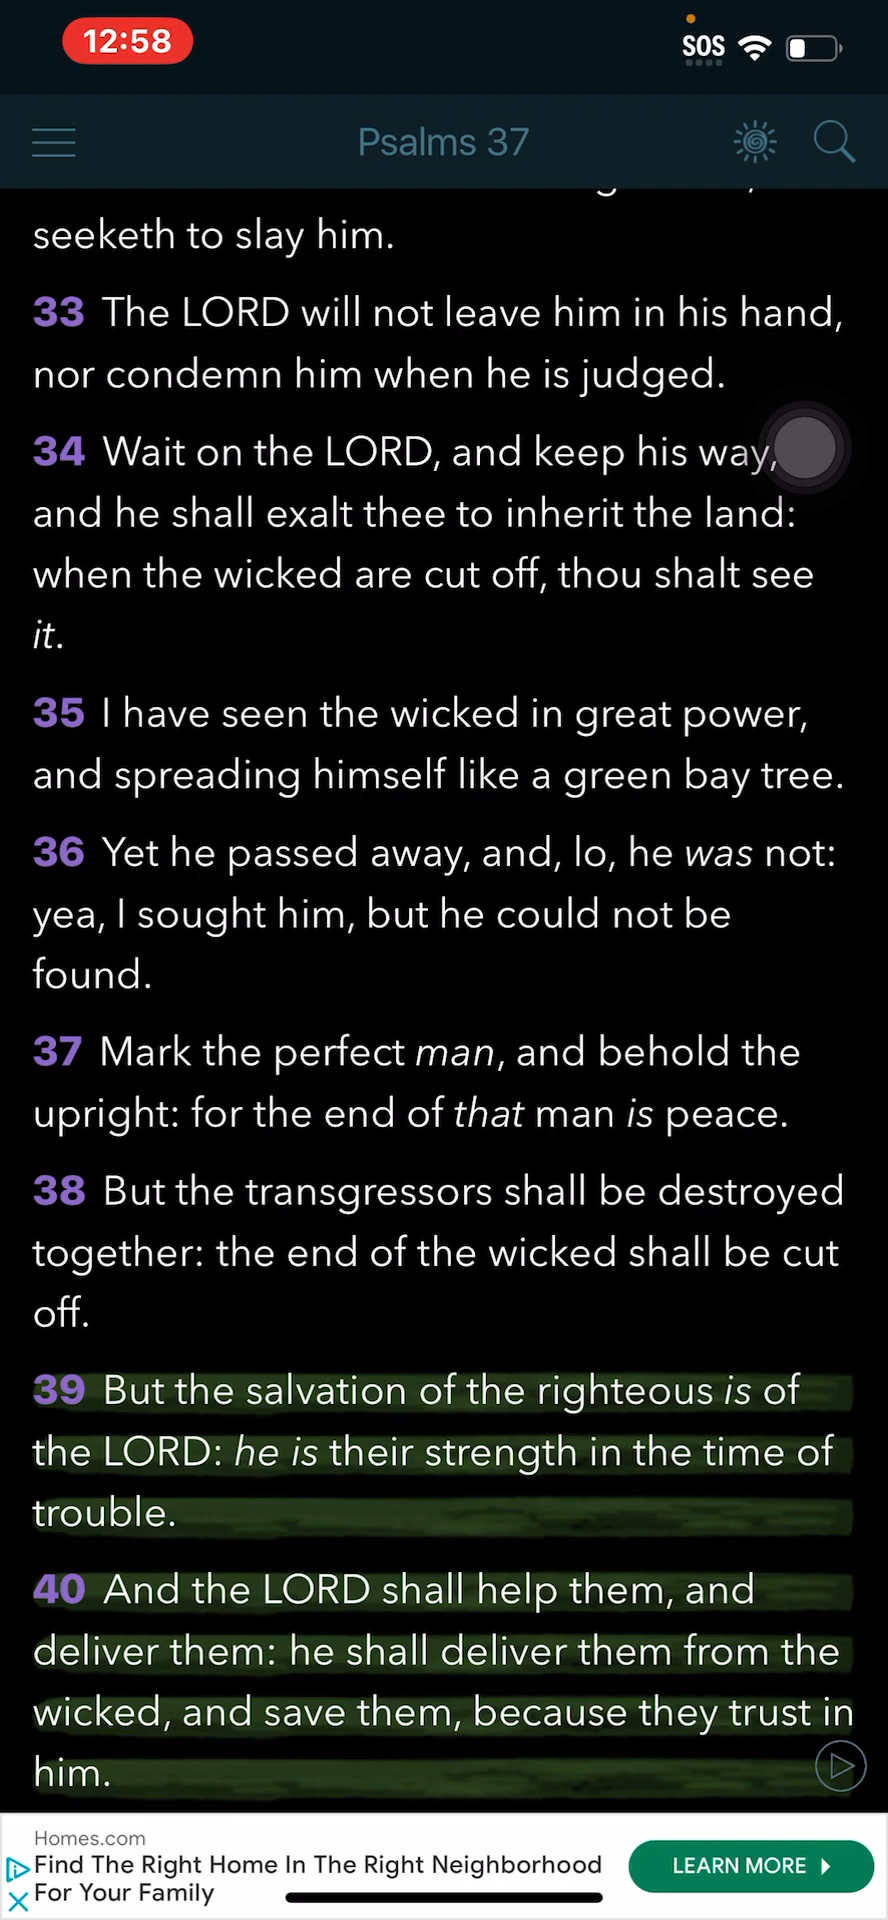 12:58
SOS
Psalms 37
seeketh to slay him.
33 The LORD will not leave him in his hand,
nor condemn him when he is judged.
34 Wait on the LORD, and keep his way,
and he shall exalt thee to inherit the land:
when the wicked are cut off, thou shalt see
it.
35 I have seen the wicked in great power,
and spreading himself like a green bay tree.
36 Yet he passed away, and, lo, he was not:
yea, I sought him, but he could not be
found.
37 Mark the perfect man, and behold the
upright: for the end of that man is peace.
38 But the transgressors shall be destroyed
together: the end of the wicked shall be cut
off.
39 But the salvation of the righteous is of
the LORD: he is their strength in the time of
trouble.
40 And the LORD shall help them, and
deliver them: he shall deliver them from the
wicked, and save them, because they trust in
him.
Homes.com
Find The Right Home In The Right Neighborhood
For Your Family
LEARN MORE